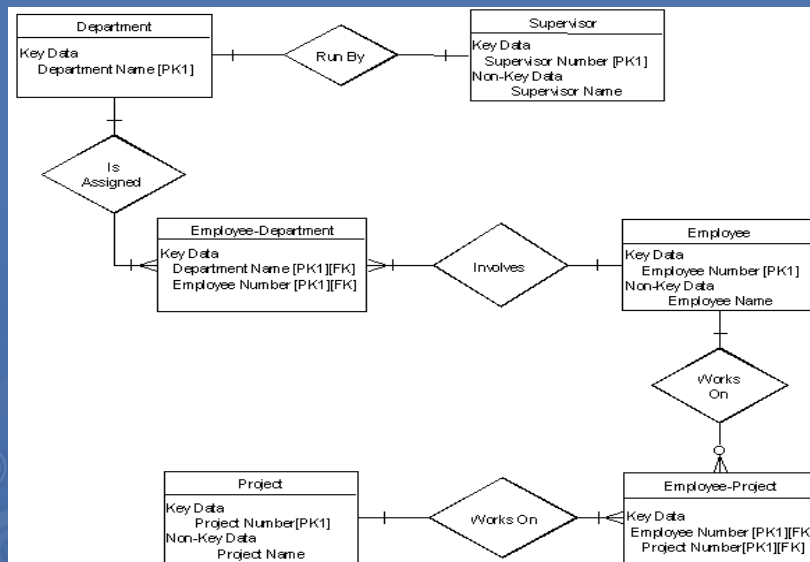 Department
Key Data
Department Name [PK1]
Run By
Supervisor
Key Data
Supervisor Number [PK1]
Non-Key Data
Supervisor Name
Is
Assigned
Employee-Department
Key Data
Department Name [PK1][FK]
Employee Number [PK1][FK]
Involves
Employee
Key Data
Employee Number [PK1]
Non-Key Data
Employee Name
Works
On
Project
Key Data
Project Number[PK1]
Non-Key Data
Project Name
Works On
Employee-Project
Key Data
Employee Number [PK1][FK
Project Number[PK1][FK]